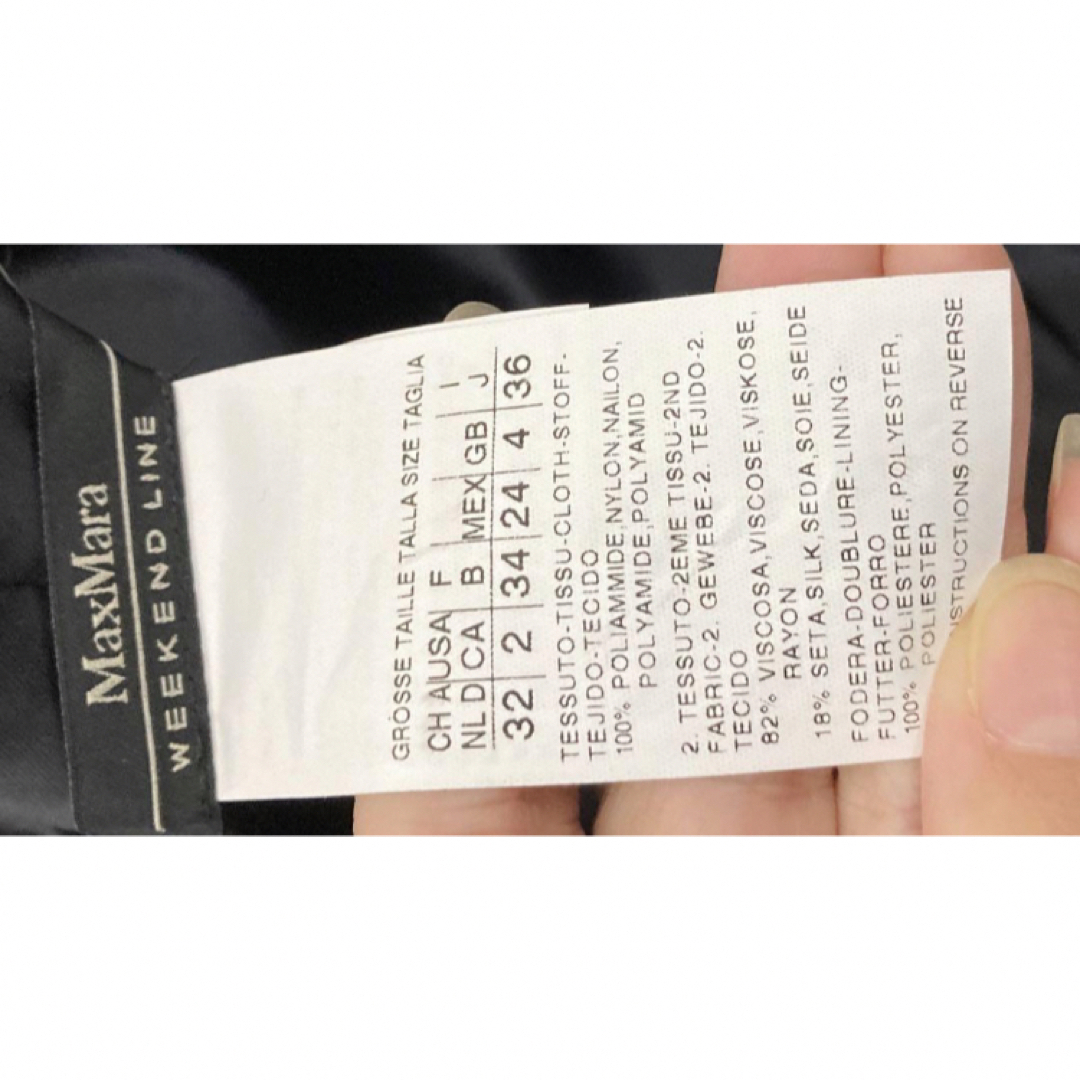 MaxMara
WEEKEND LINE
GRÖSSE TAILLE TALLA SIZE TAGLIA
CH A USA F I
NL D CA B MEX GB J
32 2 34 24 4 36
TESSUTO-TISSU-CLOTH-STOFF-
TEJIDO-TECIDO
100% POLIAMMIDE,NYLON,NAILON,
POLYAMIDE,POLYAMID
2. TESSUTO-2EME TISSU-2ND
FABRIC-2. GEWEBE-2. TEJIDO-2.
TECIDO
82% VISCOSA,VISCOSE,VISKOSE,
RAYON
18% SETA,SILK,SEDA,SOIE,SEIDE
FODERA-DOUBLURE-LINING-
FUTTER-FORRO
100% POLIESTERE,POLYESTER,
POLIESTER
STRUCTIONS ON REVERSE